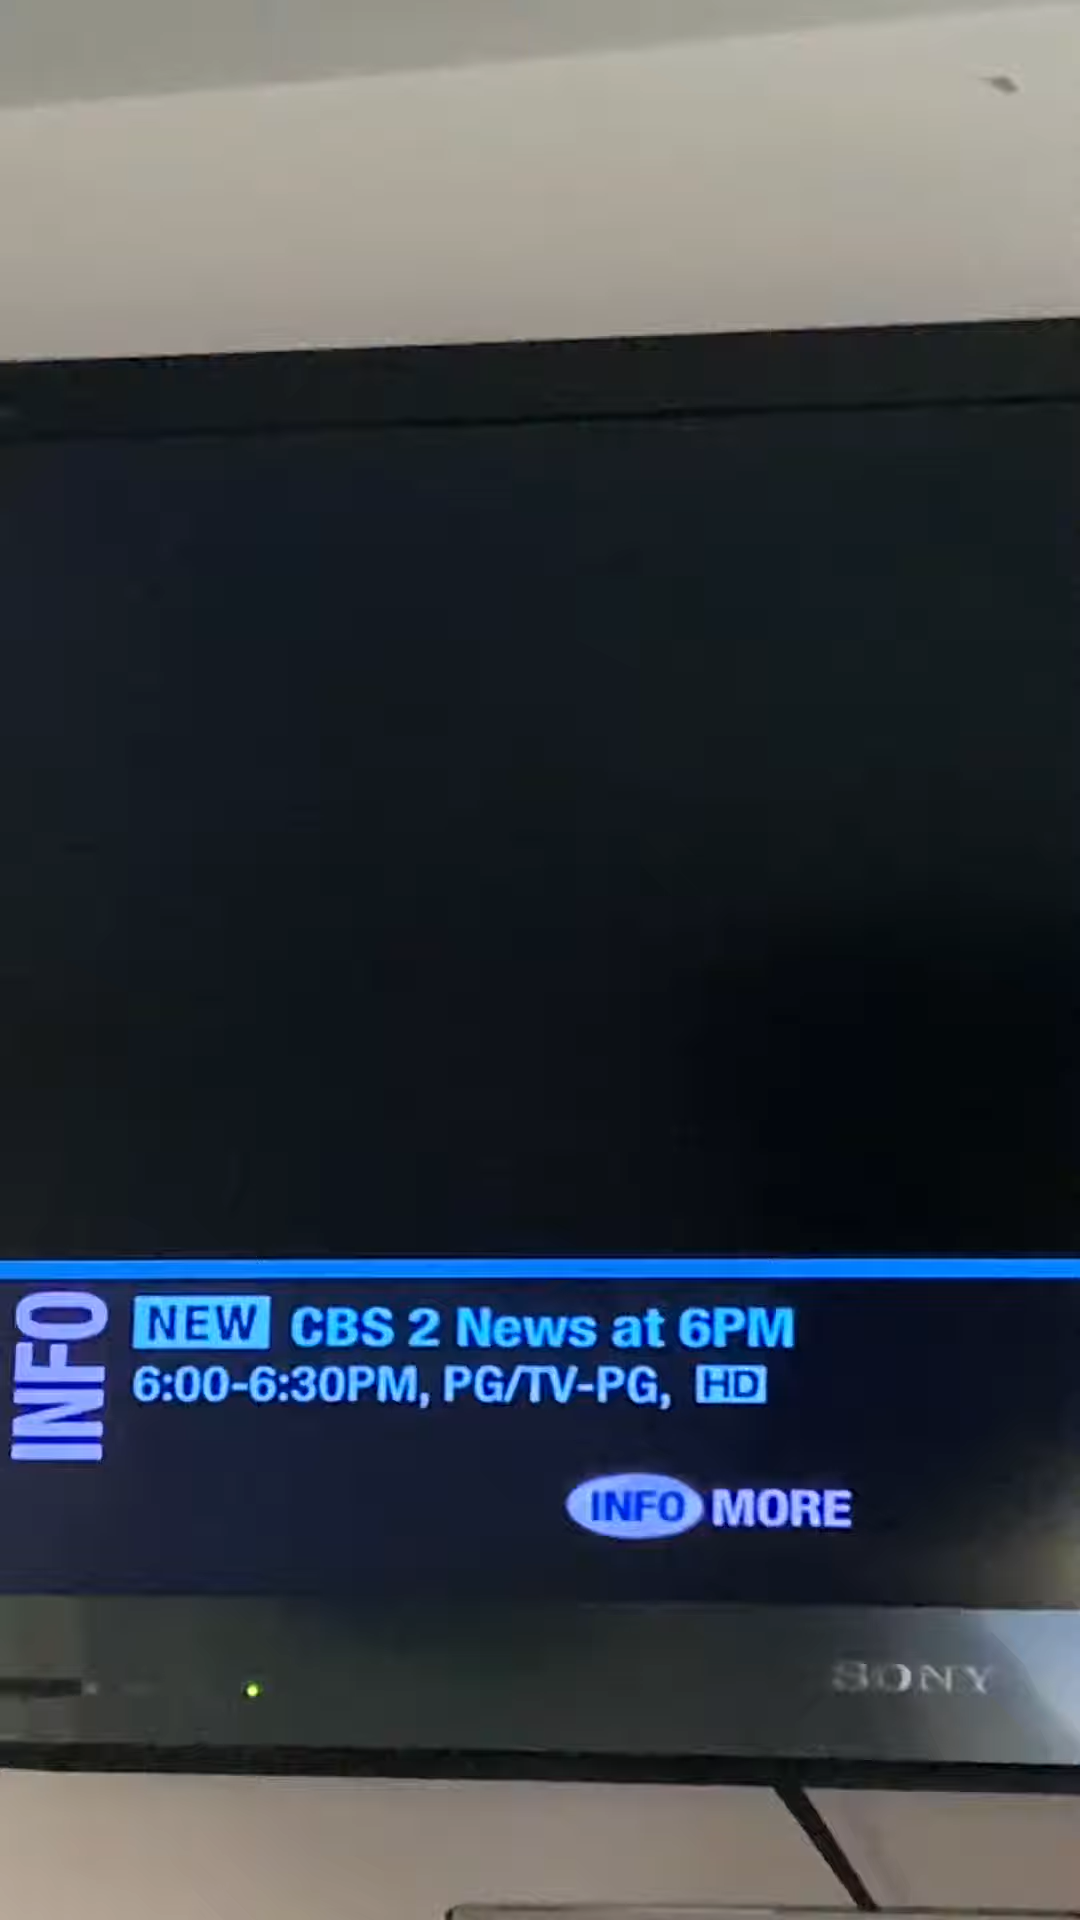 INFO
NEW CBS 2 News at 6PM
6:00-6:30PM, PG/TV-PG, HD
INFO MORE
SONY